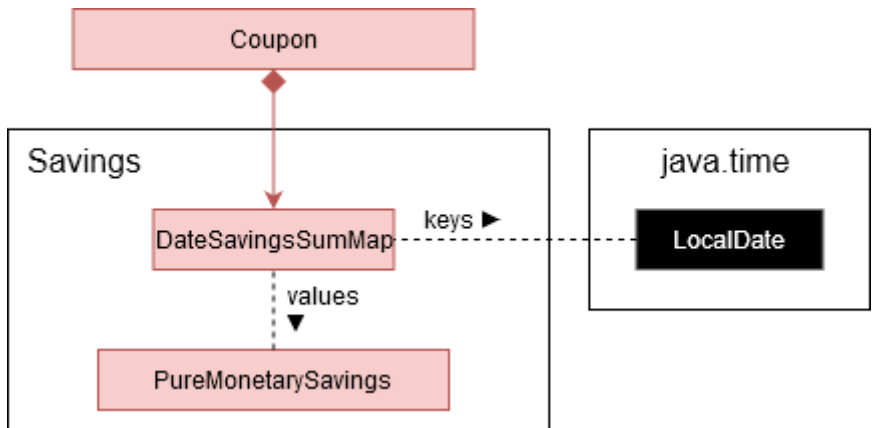 Coupon
Savings
java.time
DateSavingsSumMap
keys ►
LocalDate
values
▼
PureMonetarySavings